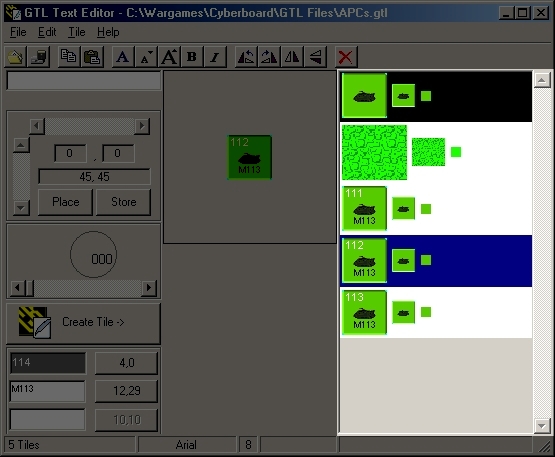 GTL Text Editor - C:\Wargames\Cyberboard\GTL Files\APCs.gtl
File Edit Tile Help
A A A B I
0 , 0
45, 45
Place Store
000
Create Tile ->
114 4,0
M113 12,29
10,10
112
M113
111
M113
112
M113
113
M113
5 Tiles Arial 8